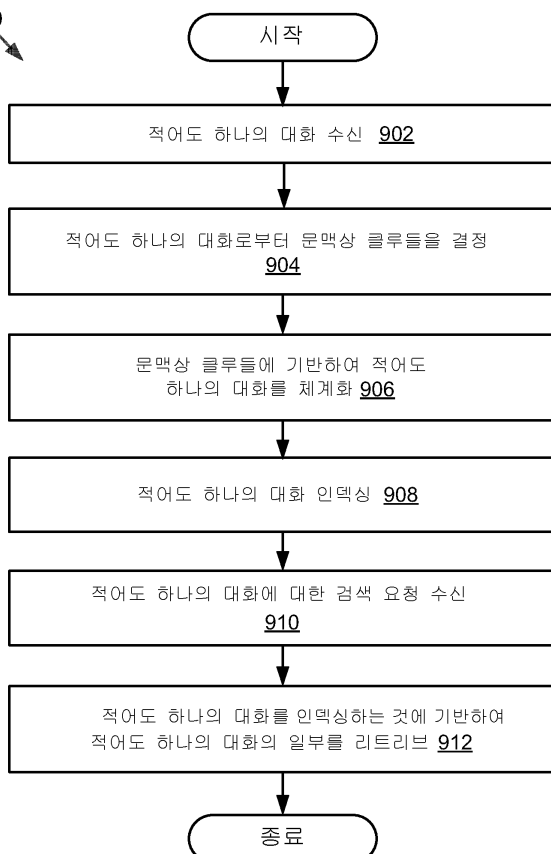 시작
적어도 하나의 대화 수신 902
적어도 하나의 대화로부터 문맥상 클루들을 결정
904
문맥상 클루들에 기반하여 적어도
하나의 대화를 체계화 906
적어도 하나의 대화 인덱싱 908
적어도 하나의 대화에 대한 검색 요청 수신
910
적어도 하나의 대화를 인덱싱하는 것에 기반하여
적어도 하나의 대화의 일부를 리트리브 912
종료